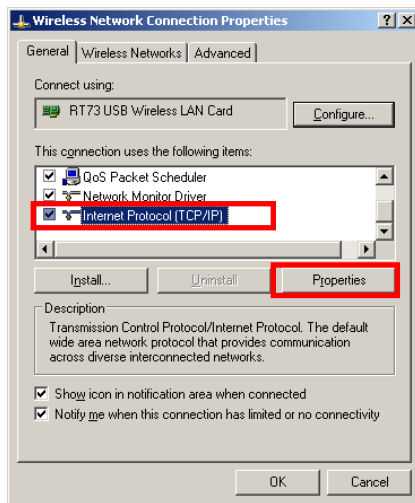 Wireless Network Connection Properties
General Wireless Networks Advanced
Connect using:
RT73 USB Wireless LAN Card Configure...
This connection uses the following items:
QoS Packet Scheduler
Network Monitor Driver
Internet Protocol (TCP/IP)
Install... Uninstall Properties
Description
Transmission Control Protocol/Internet Protocol. The default
wide area network protocol that provides communication
across diverse interconnected networks.
Show icon in notification area when connected
Notify me when this connection has limited or no connectivity
OK Cancel